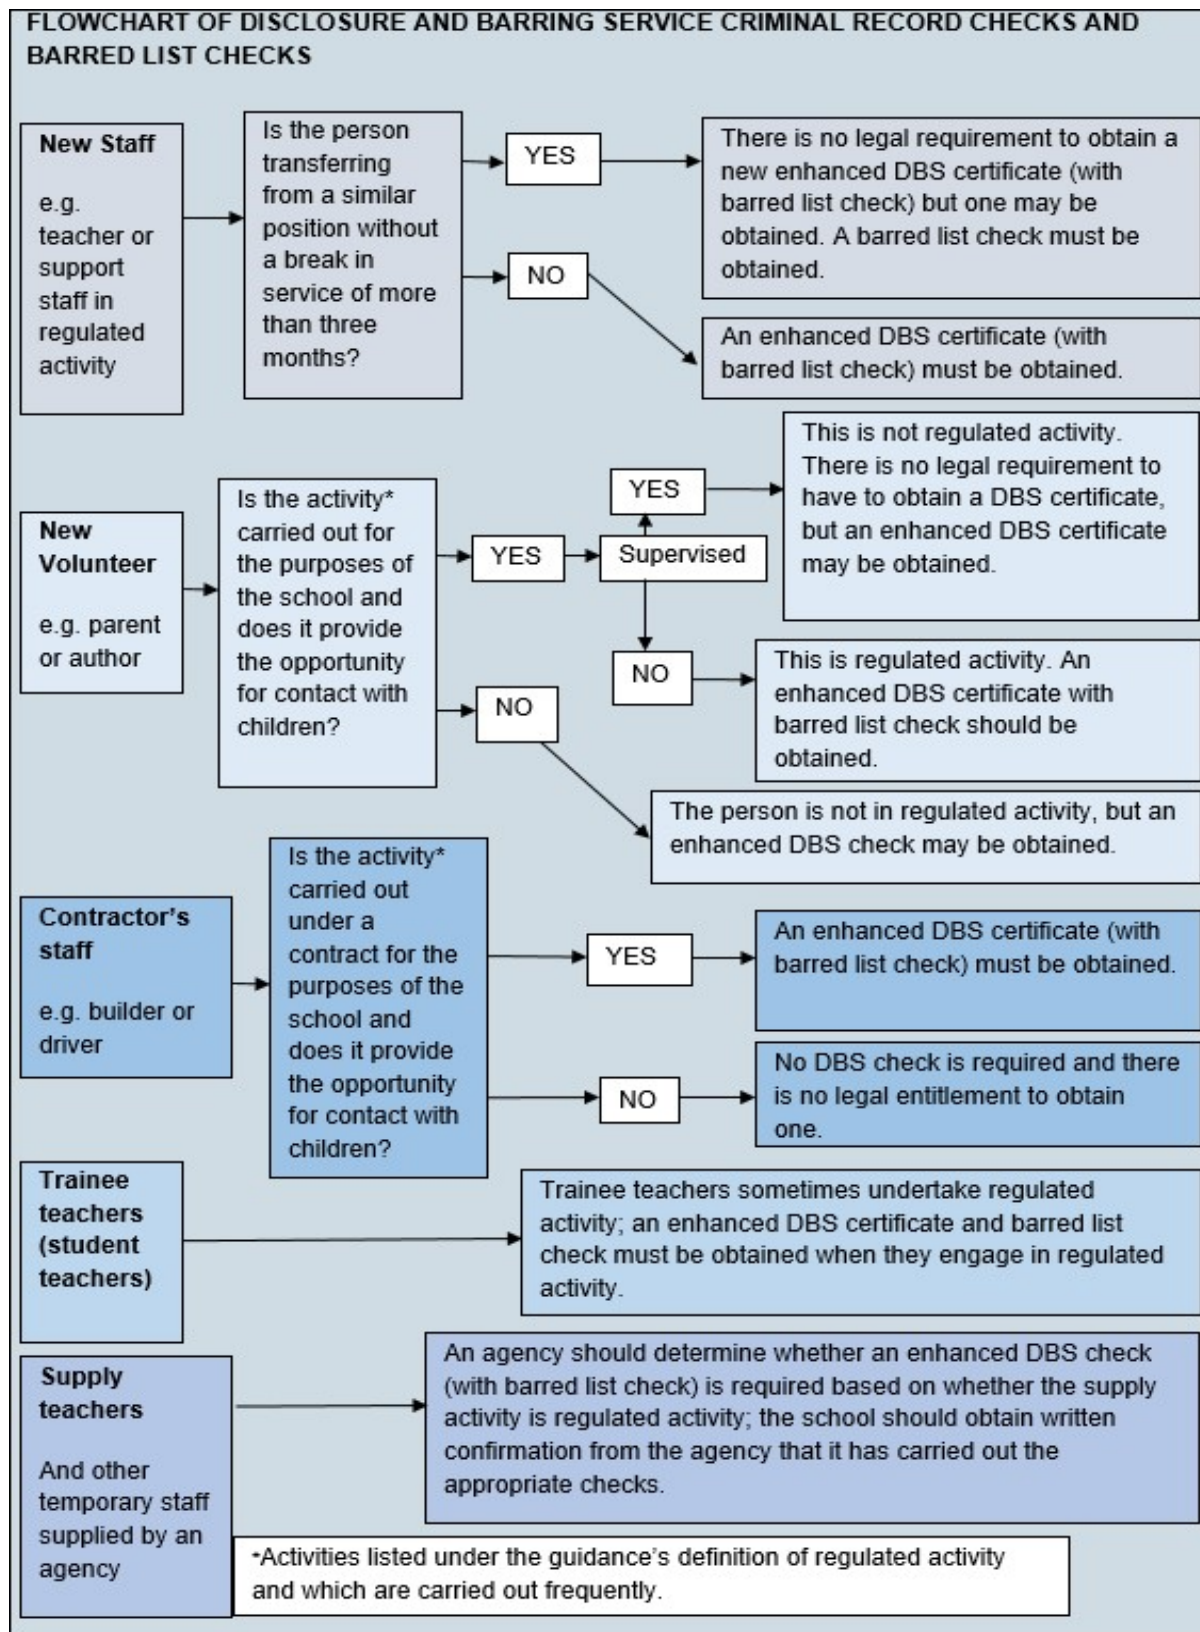 FLOWCHART OF DISCLOSURE AND BARRING SERVICE CRIMINAL RECORD CHECKS AND
BARRED LIST CHECKS
New Staff
e.g.
teacher or
support
staff in
regulated
activity
Is the person
transferring
from a similar
position without
a break in
service of more
than three
months?
YES
There is no legal requirement to obtain a
new enhanced DBS certificate (with
barred list check) but one may be
obtained. A barred list check must be
obtained.
NO
An enhanced DBS certificate (with
barred list check) must be obtained.
New
Volunteer
e.g. parent
or author
Is the activity*
carried out for
the purposes of
the school and
does it provide
the opportunity
for contact with
children?
YES
Supervised
YES
This is not regulated activity.
There is no legal requirement to
have to obtain a DBS certificate,
but an enhanced DBS certificate
may be obtained.
NO
This is regulated activity. An
enhanced DBS certificate with
barred list check should be
obtained.
NO
The person is not in regulated activity, but an
enhanced DBS check may be obtained.
Contractor's
staff
e.g. builder or
driver
Is the activity*
carried out
under a
contract for the
purposes of the
school and
does it provide
the opportunity
for contact with
children?
YES
An enhanced DBS certificate (with
barred list check) must be obtained.
NO
No DBS check is required and there
is no legal entitlement to obtain
one.
Trainee
teachers
(student
teachers)
Trainee teachers sometimes undertake regulated
activity; an enhanced DBS certificate and barred list
check must be obtained when they engage in regulated
activity.
Supply
teachers
And other
temporary staff
supplied by an
agency
An agency should determine whether an enhanced DBS check
(with barred list check) is required based on whether the supply
activity is regulated activity; the school should obtain written
confirmation from the agency that it has carried out the
appropriate checks.
*Activities listed under the guidance's definition of regulated activity
and which are carried out frequently.